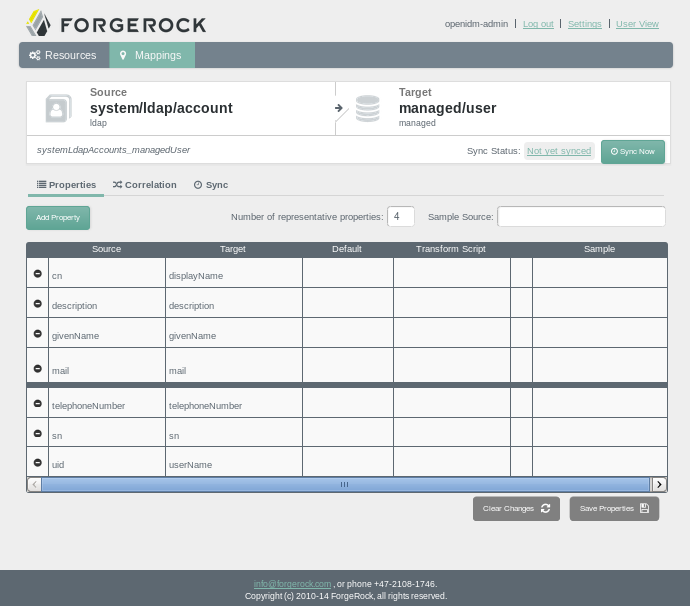 FORGEROCK
openidm-admin | Log out | Settings | User View
Resources Mappings
Source Target
system/ldap/account managed/user
ldap managed
systemLdapAccounts_managedUser Sync Status: Not yet synced Sync Now
Properties Correlation Sync
Add Property Number of representative properties: 4 Sample Source:
Source Target Default Transform Script Sample
cn displayName
description description
givenName givenName
mail mail
telephoneNumber telephoneNumber
sn sn
uid userName
Clear Changes Save Properties
info@forgerock.com , or phone +47-2108-1746.
Copyright (c) 2010-14 ForgeRock, all rights reserved.